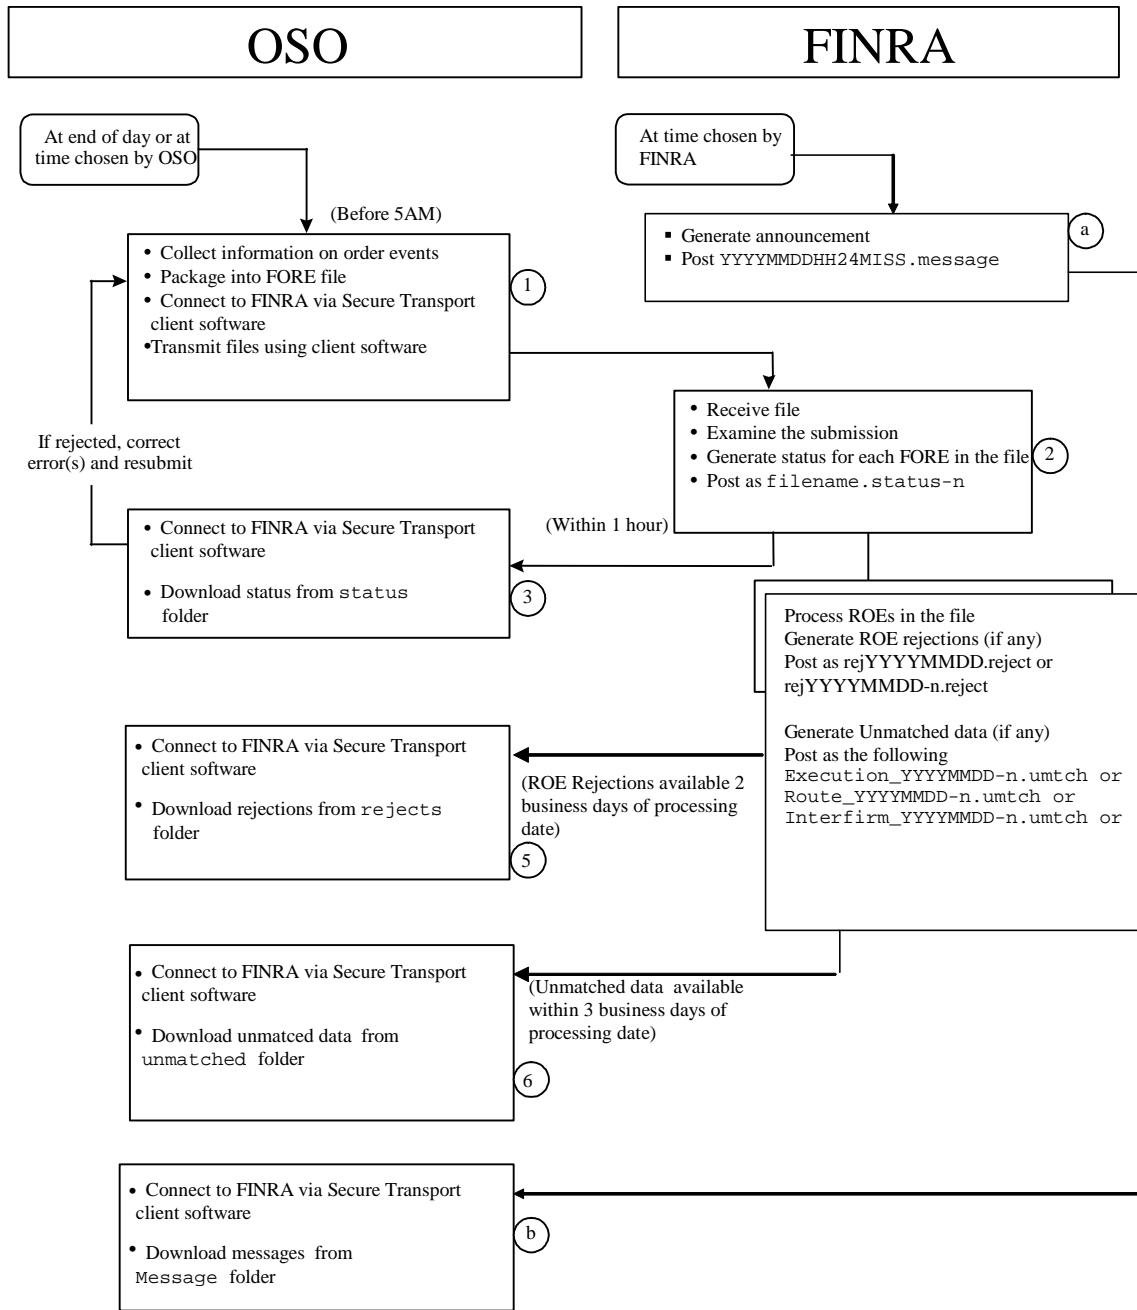 OSO
FINRA
At end of day or at
time chosen by OSO
At time chosen by
FINRA
(Before 5AM)
▪ Generate announcement
▪ Post YYYYMMDDHH24MISS.message
a
• Collect information on order events
• Package into FORE file
• Connect to FINRA via Secure Transport
client software
•Transmit files using client software
1
• Receive file
• Examine the submission
• Generate status for each FORE in the file
• Post as filename.status-n
2
If rejected, correct
error(s) and resubmit
(Within 1 hour)
• Connect to FINRA via Secure Transport
client software
• Download status from status
folder
3
Process ROEs in the file
Generate ROE rejections (if any)
Post as rejYYYYMMDD.reject or
rejYYYYMMDD-n.reject
Generate Unmatched data (if any)
Post as the following
Execution_YYYYMMDD-n.umtch or
Route_YYYYMMDD-n.umtch or
Interfirm_YYYYMMDD-n.umtch or
• Connect to FINRA via Secure Transport
client software
• Download rejections from rejects
folder
5
(ROE Rejections available 2
business days of processing
date)
• Connect to FINRA via Secure Transport
client software
• Download unmatced data from
unmatched folder
6
(Unmatched data available
within 3 business days of
processing date)
• Connect to FINRA via Secure Transport
client software
• Download messages from
Message folder
b